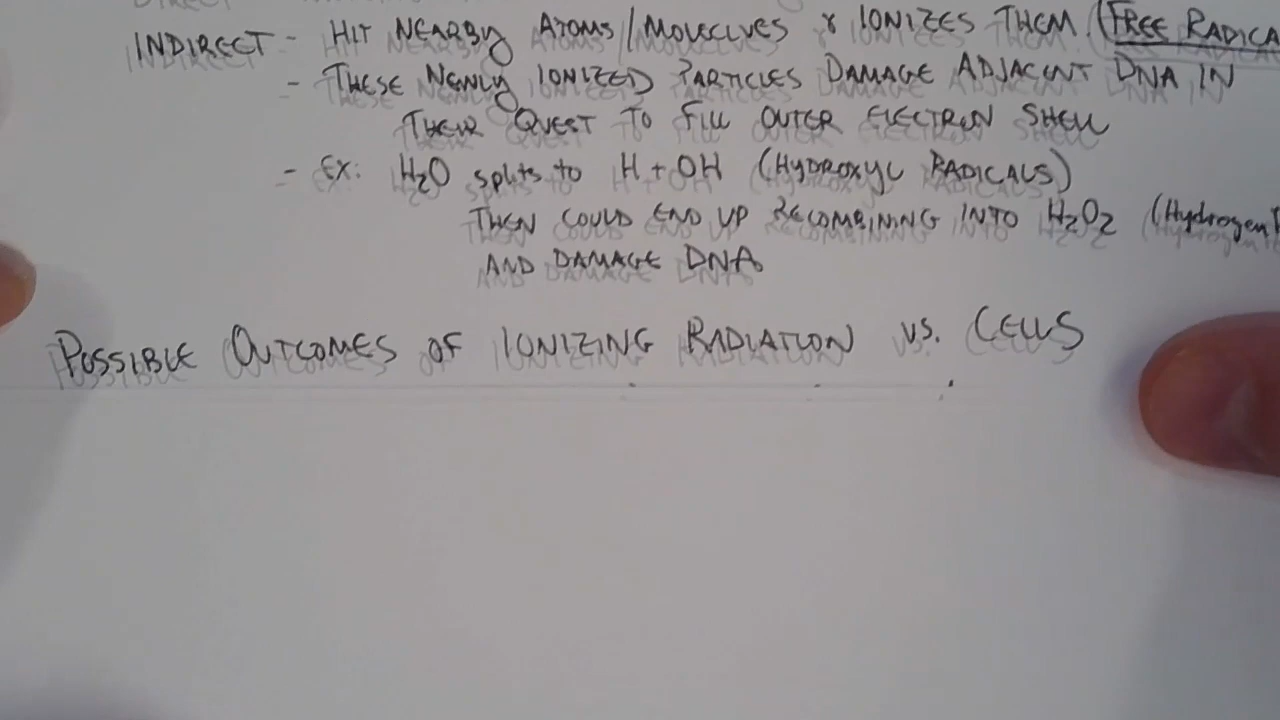 INDIRECT - HIT NEARBY ATOMS/MOLECULES & IONIZES THEM (FREE RADICA
- THESE NEWLY IONIZED PARTICLES DAMAGE ADJACENT DNA IN
THEIR QUEST TO FILL OUTER ELECTRON SHELL
- EX: H2O splits to H + OH (HYDROXYL RADICALS)
THEN COULD END UP RECOMBINING INTO H2O2 (Hydrogen
AND DAMAGE DNA.
POSSIBLE OUTCOMES OF IONIZING RADIATION VS. CELLS